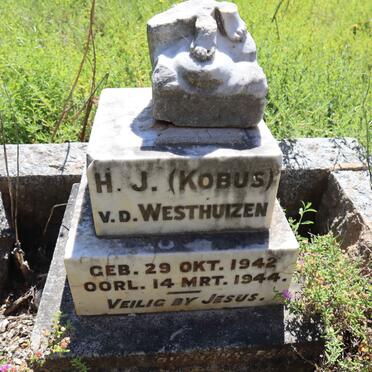 H. J. (KOBUS)
V.D. WESTHUIZEN
GEB. 29 OKT. 1942
OORL. 14 MRT. 1944.
VEILIG BY JESUS.